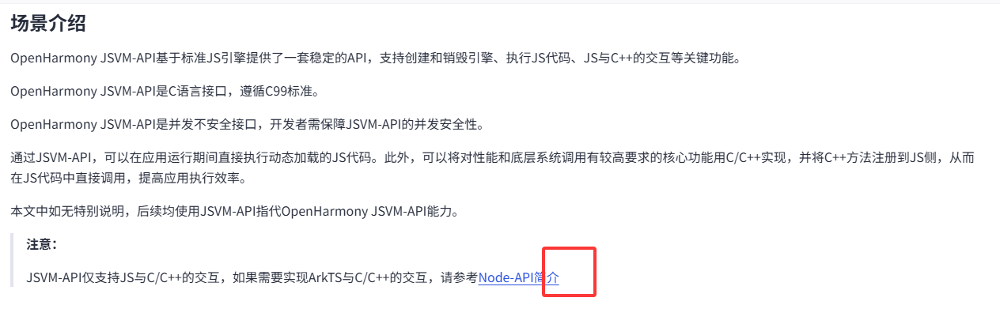 场景介绍
OpenHarmony JSVM-API基于标准JS引擎提供了一套稳定的API，支持创建和销毁引擎、执行JS代码、JS与C++的交互等关键功能。
OpenHarmony JSVM-API是C语言接口，遵循C99标准。
OpenHarmony JSVM-API是并发不安全接口，开发者需保障JSVM-API的并发安全性。
通过JSVM-API，可以在应用运行期间直接执行动态加载的JS代码。此外，可以将对性能和底层系统调用有较高要求的核心功能用C/C++实现，并将C++方法注册到JS侧，从而
在JS代码中直接调用，提高应用执行效率。
本文中如无特别说明，后续均使用JSVM-API指代OpenHarmony JSVM-API能力。
注意：
JSVM-API仅支持JS与C/C++的交互，如果需要实现ArkTS与C/C++的交互，请参考Node-API简介